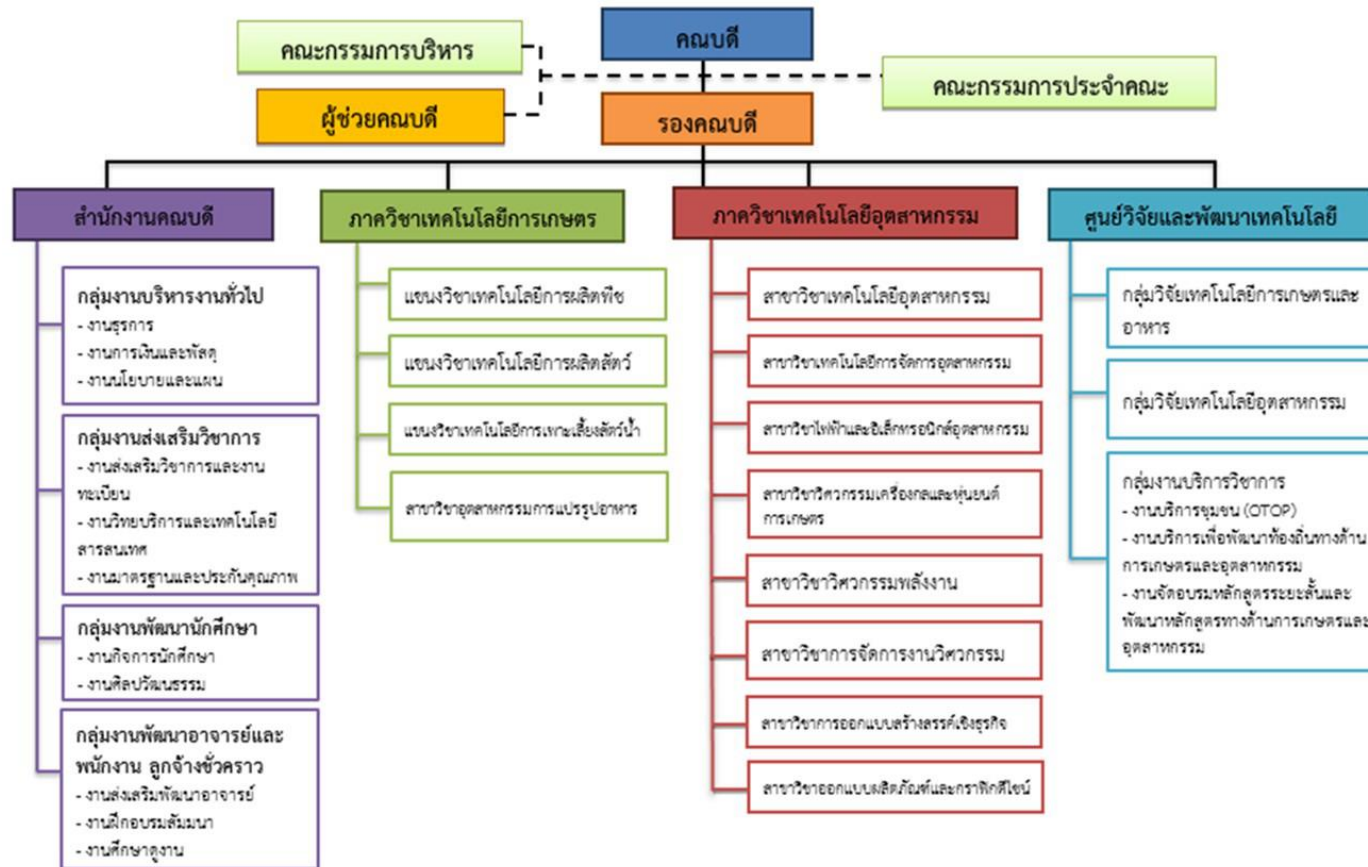 คณบดี
คณะกรรมการบริหาร
คณะกรรมการประจำคณะ
ผู้ช่วยคณบดี
รองคณบดี
สำนักงานคณบดี
กลุ่มงานบริหารงานทั่วไป
- งานธุรการ
- งานการเงินและพัสดุ
- งานนโยบายและแผน
กลุ่มงานส่งเสริมวิชาการ
- งานส่งเสริมวิชาการและงาน
ทะเบียน
- งานวิทยบริการและเทคโนโลยี
สารสนเทศ
- งานมาตรฐานและประกันคุณภาพ
กลุ่มงานพัฒนานักศึกษา
- งานกิจการนักศึกษา
- งานศิลปวัฒนธรรม
กลุ่มงานพัฒนาอาจารย์และ
พนักงาน ลูกจ้างชั่วคราว
- งานส่งเสริมพัฒนาอาจารย์
- งานฝึกอบรมสัมมนา
- งานศึกษาดูงาน
ภาควิชาเทคโนโลยีการเกษตร
แขนงวิชาเทคโนโลยีการผลิตพืช
แขนงวิชาเทคโนโลยีการผลิตสัตว์
แขนงวิชาเทคโนโลยีการเพาะเลี้ยงสัตว์น้ำ
สาขาวิชาอุตสาหกรรมการแปรรูปอาหาร
ภาควิชาเทคโนโลยีอุตสาหกรรม
สาขาวิชาเทคโนโลยีอุตสาหกรรม
สาขาวิชาเทคโนโลยีการจัดการอุตสาหกรรม
สาขาวิชาไฟฟ้าและอิเล็กทรอนิกส์อุตสาหกรรม
สาขาวิชาวิศวกรรมเครื่องกลและหุ่นยนต์
การเกษตร
สาขาวิชาวิศวกรรมพลังงาน
สาขาวิชาการจัดการงานวิศวกรรม
สาขาวิชาการออกแบบสร้างสรรค์เชิงธุรกิจ
สาขาวิชาออกแบบผลิตภัณฑ์และกราฟิกดีไซน์
ศูนย์วิจัยและพัฒนาเทคโนโลยี
กลุ่มวิจัยเทคโนโลยีการเกษตรและ
อาหาร
กลุ่มวิจัยเทคโนโลยีอุตสาหกรรม
กลุ่มงานบริการวิชาการ
- งานบริการชุมชน (OTOP)
- งานบริการเพื่อพัฒนาท้องถิ่นทางด้าน
การเกษตรและอุตสาหกรรม
- งานจัดอบรมหลักสูตรระยะสั้นและ
พัฒนาหลักสูตรทางด้านการเกษตรและ
อุตสาหกรรม